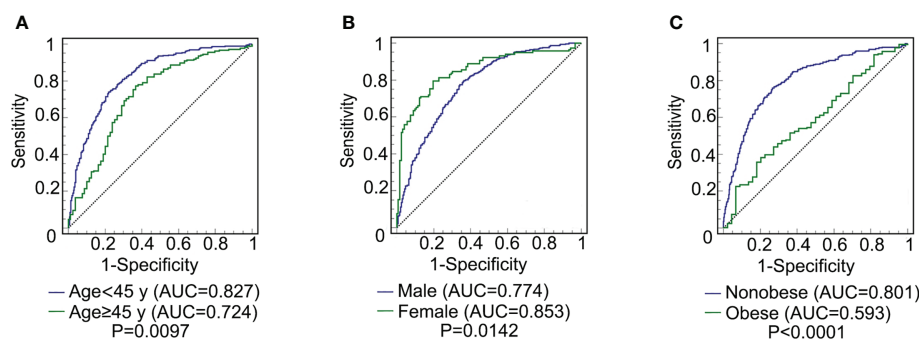 A
1
0.8
0.6
0.4
0.2
0
Sensitivity
0.2 0.4 0.6 0.8 1
1-Specificity
Age<45 y (AUC=0.827)
Age≥45 y (AUC=0.724)
P=0.0097
B
1
0.8
0.6
0.4
0.2
0
Sensitivity
0.2 0.4 0.6 0.8 1
1-Specificity
Male (AUC=0.774)
Female (AUC=0.853)
P=0.0142
C
1
0.8
0.6
0.4
0.2
0
Sensitivity
0.2 0.4 0.6 0.8 1
1-Specificity
Nonobese (AUC=0.801)
Obese (AUC=0.593)
P<0.0001